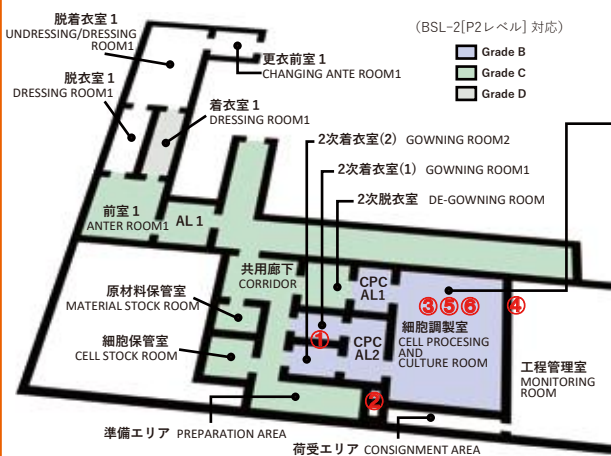 脱着衣室 1
UNDRESSING/DRESSING
ROOM1
(BSL-2[P2レベル] 対応)
Grade B
Grade C
Grade D
更衣前室 1
CHANGING ANTE ROOM1
脱衣室 1
DRESSING ROOM1
着衣室 1
DRESSING ROOM1
2次着衣室(2) GOWNING ROOM2
2次着衣室(1) GOWNING ROOM1
2次脱衣室 DE-GOWNING ROOM
前室 1
ANTER ROOM1
AL 1
共用廊下
CORRIDOR
CPC
AL1
③⑤⑥
④
原材料保管室
MATERIAL STOCK ROOM
細胞調製室
CELL PROCESING
AND
CULTURE ROOM
①
CPC
AL2
細胞保管室
CELL STOCK ROOM
工程管理室
MONITORING
ROOM
②
準備エリア PREPARATION AREA
荷受エリア CONSIGNMENT AREA